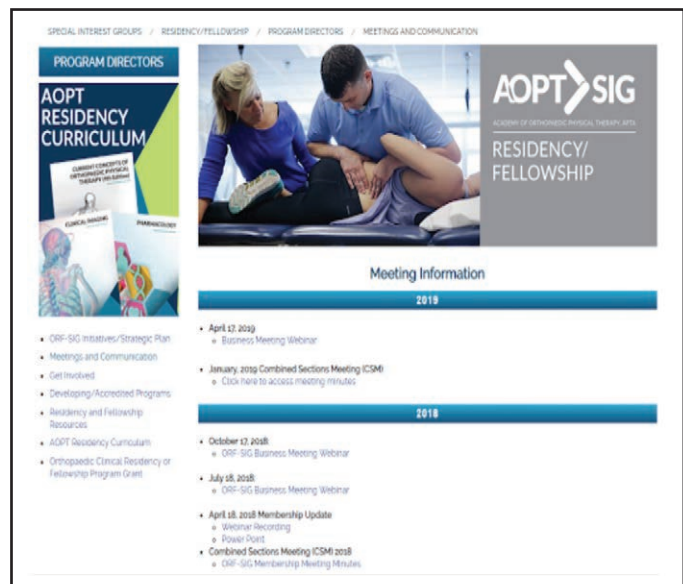 SPECIAL INTEREST GROUPS / RESIDENCY/FELLOWSHIP / PROGRAM DIRECTORS / MEETINGS AND COMMUNICATION
PROGRAM DIRECTORS
AOPT
RESIDENCY
CURRICULUM
CURRENT CONCEPTS OF
ORTHOPAEDIC PHYSICAL
THERAPY
CLINICAL IMAGING
PHARMACOLOGY
• ORF-SIG Initiatives/Strategic Plan
• Meetings and Communication
• Get Involved
• Developing/Accredited Programs
• Residency and Fellowship
Resources
• AOPT Residency Curriculum
• Orthopaedic Clinical Residency or
Fellowship Program Grant
AOPT SIG
ACADEMY OF ORTHOPAEDIC PHYSICAL THERAPY, APTA
RESIDENCY/
FELLOWSHIP
Meeting Information
2019
• April 17, 2019
Business Meeting Webinar
• January, 2019 Combined Sections Meeting (CSM)
Click here to access meeting minutes
2018
• October 17, 2018:
ORF-SIG Business Meeting Webinar
• July 18, 2018:
ORF-SIG Business Meeting Webinar
• April 18, 2018 Membership Update
Webinar Recording
Power Point
• Combined Sections Meeting (CSM) 2018
ORF-SIG Membership Meeting Minutes